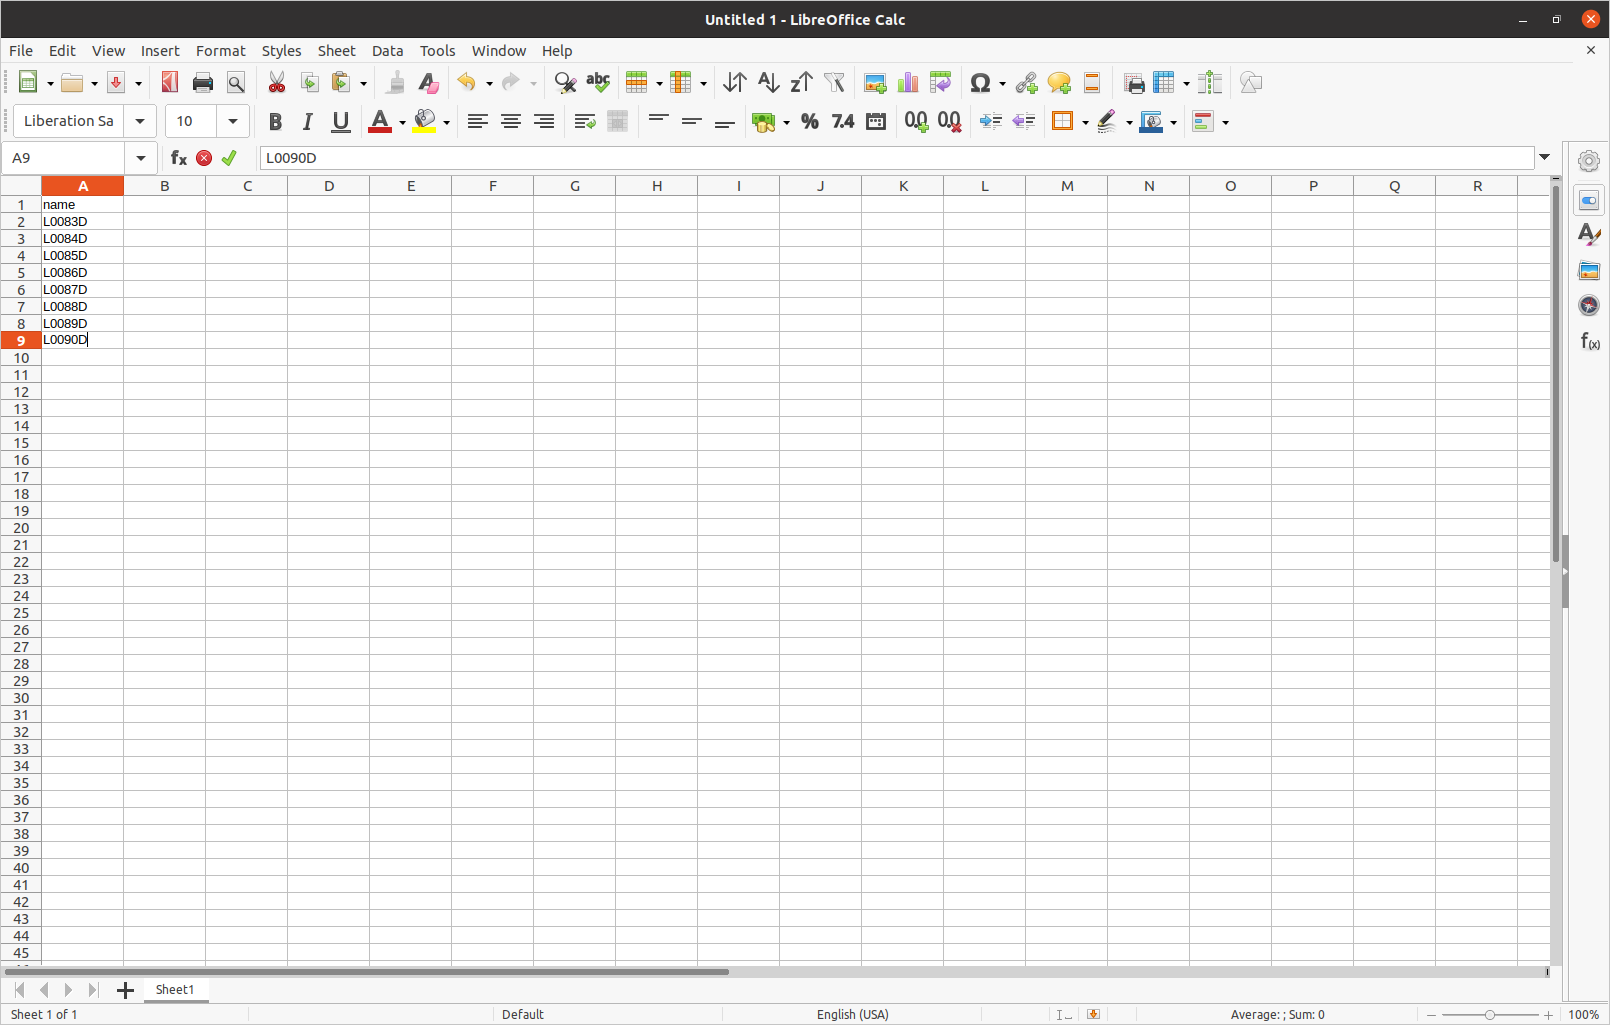 Untitled 1 - LibreOffice Calc
File Edit View Insert Format Styles Sheet Data Tools Window Help
Liberation Sa 10
A9 L0090D
A B C D E F G H I J K L M N O P Q R
1 name
2 L0083D
3 L0084D
4 L0085D
5 L0086D
6 L0087D
7 L0088D
8 L0089D
9 L0090D
10
11
12
13
14
15
16
17
18
19
20
21
22
23
24
25
26
27
28
29
30
31
32
33
34
35
36
37
38
39
40
41
42
43
44
45
Sheet1
Sheet 1 of 1 Default English (USA) Average: ; Sum: 0 100%